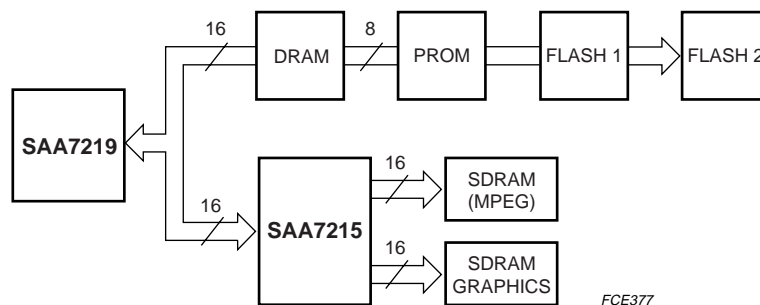 16
8
DRAM
PROM
FLASH 1
FLASH 2
SAA7219
16
SAA7215
16
SDRAM
(MPEG)
16
SDRAM
GRAPHICS
FCE377